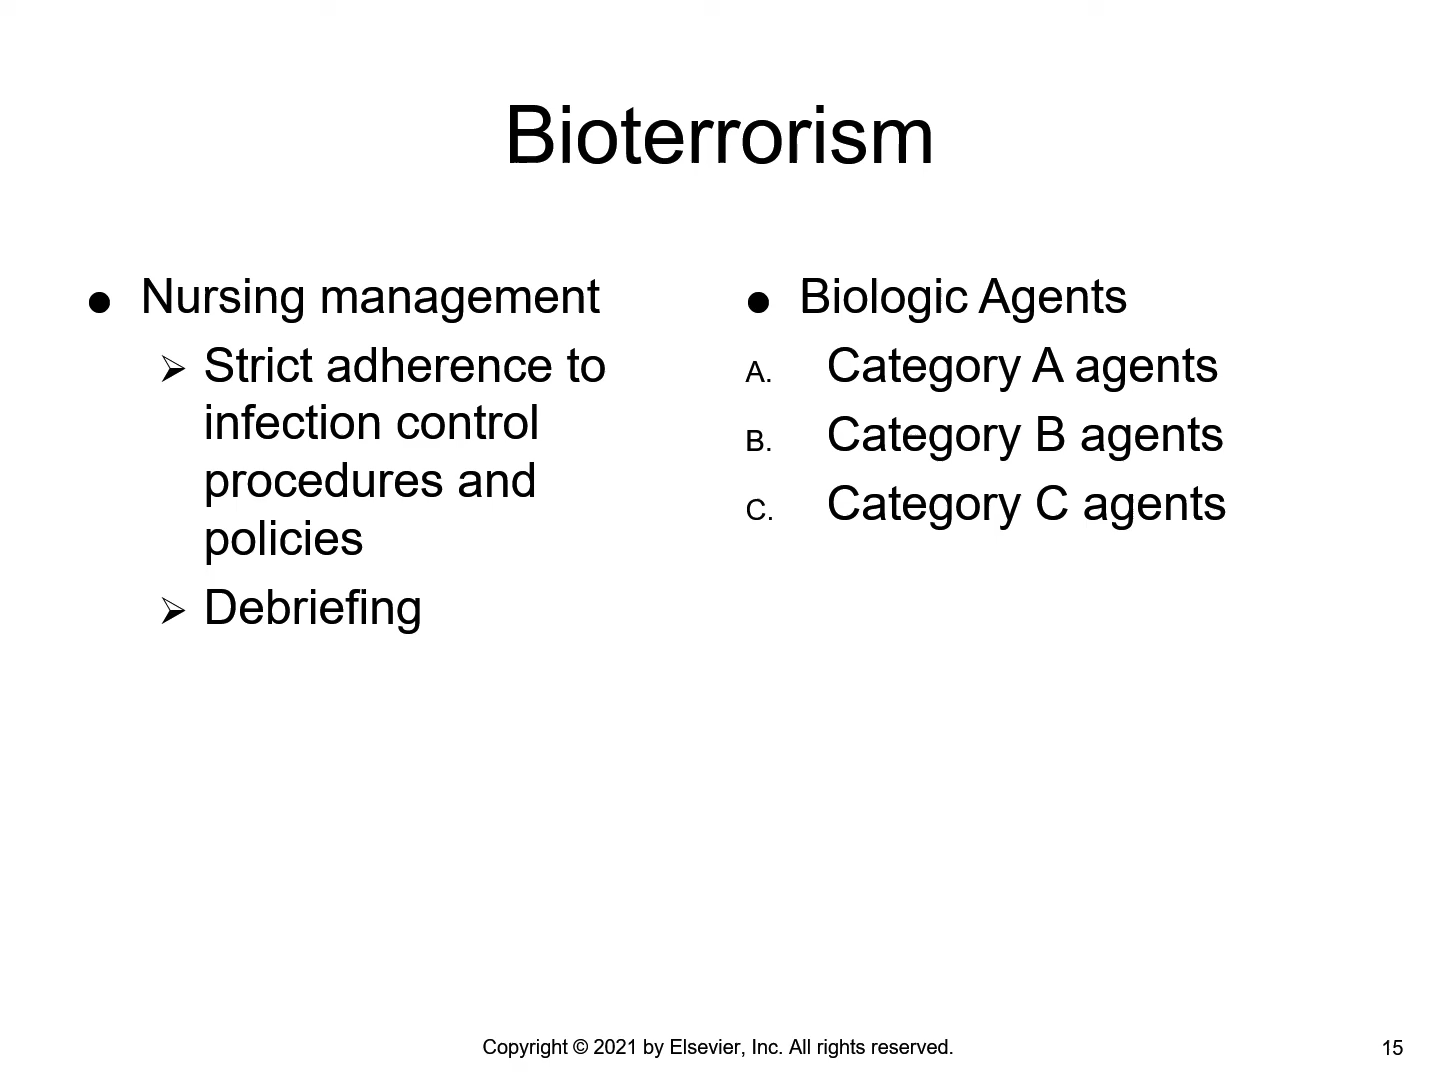 Bioterrorism
● Nursing management
➢ Strict adherence to
infection control
procedures and
policies
➢ Debriefing
● Biologic Agents
A. Category A agents
B. Category B agents
C. Category C agents
Copyright © 2021 by Elsevier, Inc. All rights reserved.
15